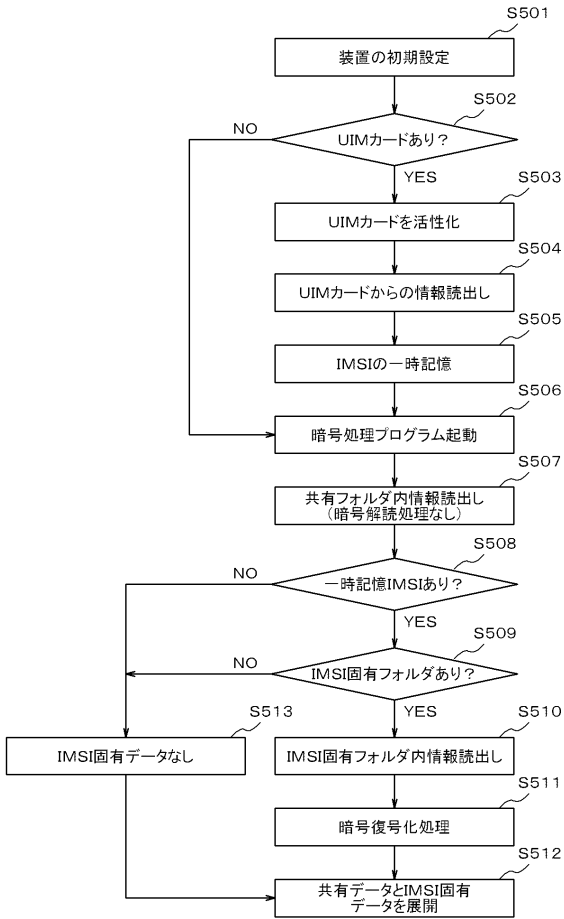 S501
装置の初期設定
S502
UIMカードあり？
NO
YES
S503
UIMカードを活性化
S504
UIMカードからの情報読出し
S505
IMSIの一時記憶
S506
暗号処理プログラム起動
S507
共有フォルダ内情報読出し
（暗号解読処理なし）
S508
一時記憶IMSIあり？
NO
YES
S509
IMSI固有フォルダあり？
NO
YES
S513
IMSI固有データなし
S510
IMSI固有フォルダ内情報読出し
S511
暗号復号化処理
S512
共有データとIMSI固有
データを展開